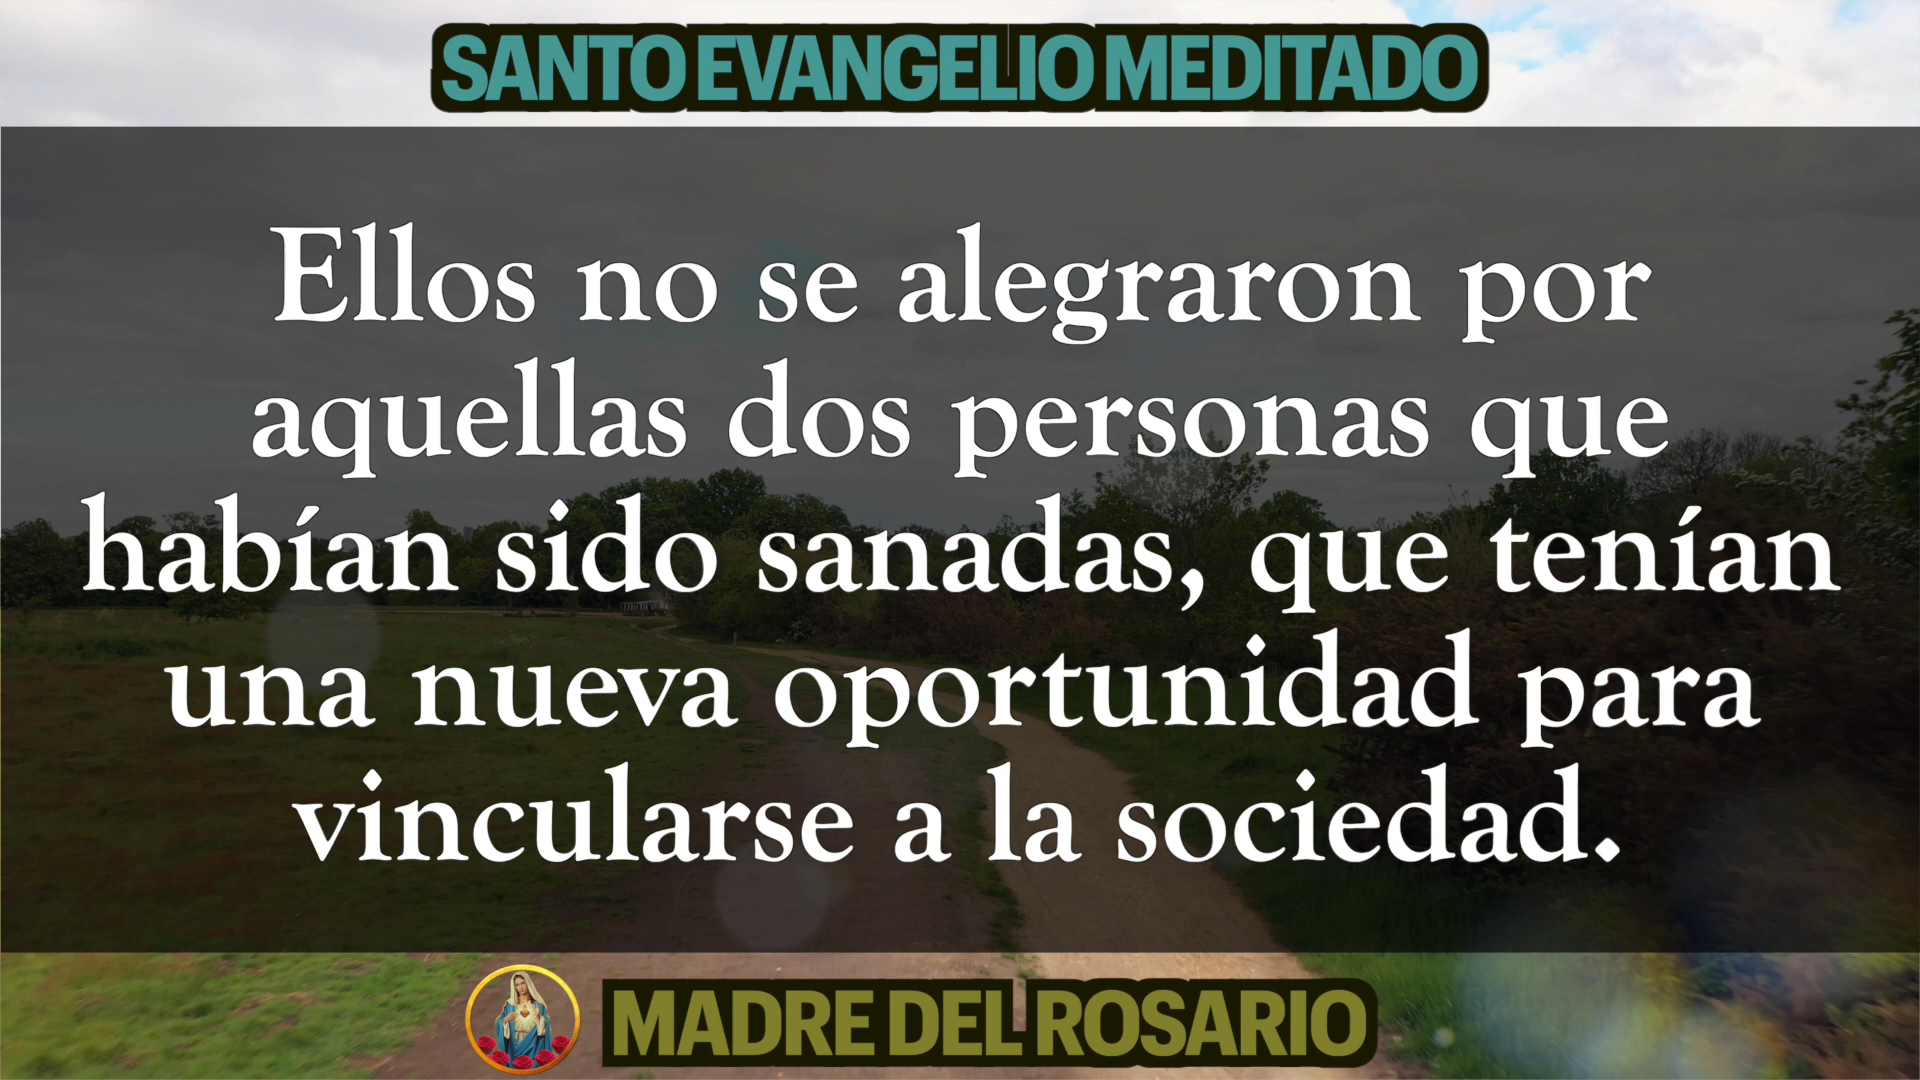 SANTO EVANGELIO MEDITADO
Ellos no se alegraron por
aquellas dos personas que
habían sido sanadas, que tenían
una nueva oportunidad para
vincularse a la sociedad.
MADRE DEL ROSARIO